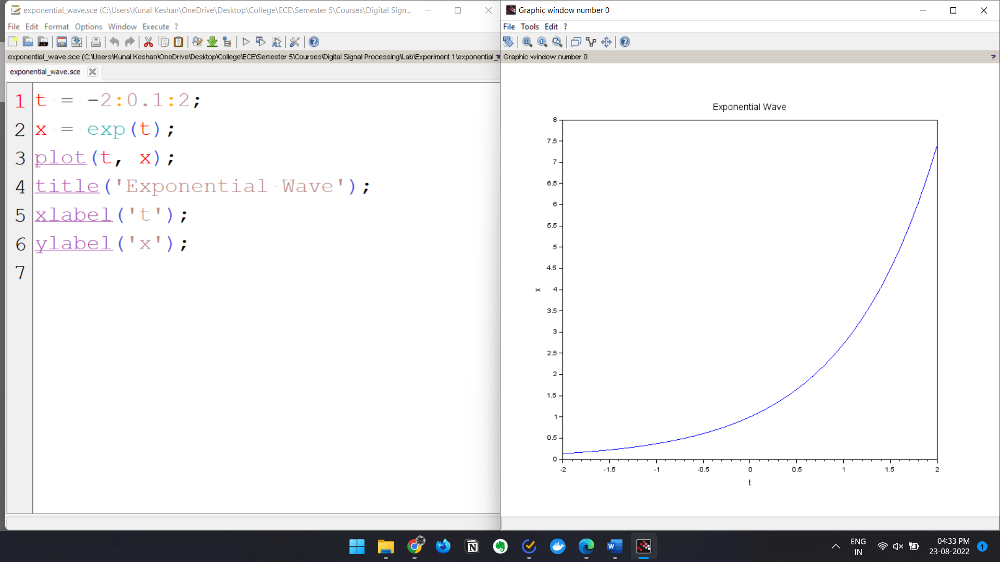 exponential_wave.sce (C:\Users\Kunal Keshan\OneDrive\Desktop\College\ECE\Semester 5\Courses\Digital Sign...
File Edit Format Options Window Execute ?
exponential_wave.sce (C:\Users\Kunal Keshan\OneDrive\Desktop\College\ECE\Semester 5\Courses\Digital Signal Processing\Lab\Experiment 1\exponential_
exponential_wave.sce
1 t = -2:0.1:2;
2 x = exp(t);
3 plot(t, x);
4 title('Exponential Wave');
5 xlabel('t');
6 ylabel('x');
7
Graphic window number 0
File Tools Edit ?
Graphic window number 0 ?
Exponential Wave
8
7.5
7
6.5
6
5.5
5
4.5
x 4
3.5
3
2.5
2
1.5
1
0.5
0
-2 -1.5 -1 -0.5 0 0.5 1 1.5 2
t
ENG
IN
04:33 PM
23-08-2022
1